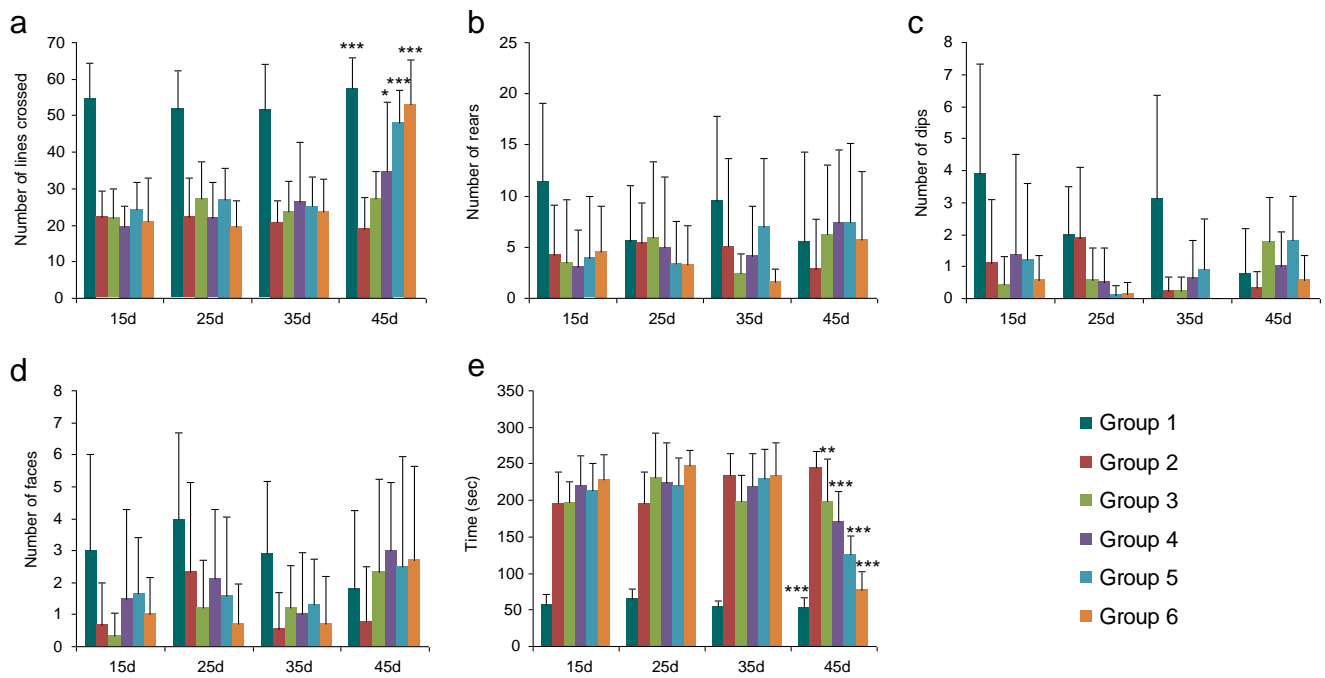 a
Number of lines crossed
70
60
50
40
30
20
10
0
15d 25d 35d 45d
***
*
***
***
b
Number of rears
25
20
15
10
5
0
15d 25d 35d 45d
c
Number of dips
8
7
6
5
4
3
2
1
0
15d 25d 35d 45d
d
Number of faces
8
7
6
5
4
3
2
1
0
15d 25d 35d 45d
e
Time (sec)
350
300
250
200
150
100
50
0
15d 25d 35d 45d
***
**
***
***
***
Group 1
Group 2
Group 3
Group 4
Group 5
Group 6